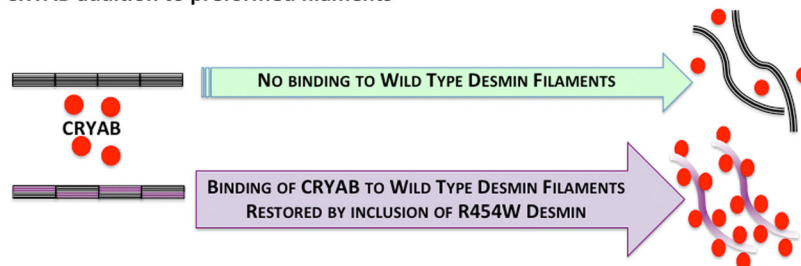 No binding to Wild Type Desmin Filaments
CRYAB
Binding of CRYAB to Wild Type Desmin Filaments
Restored by inclusion of R454W Desmin